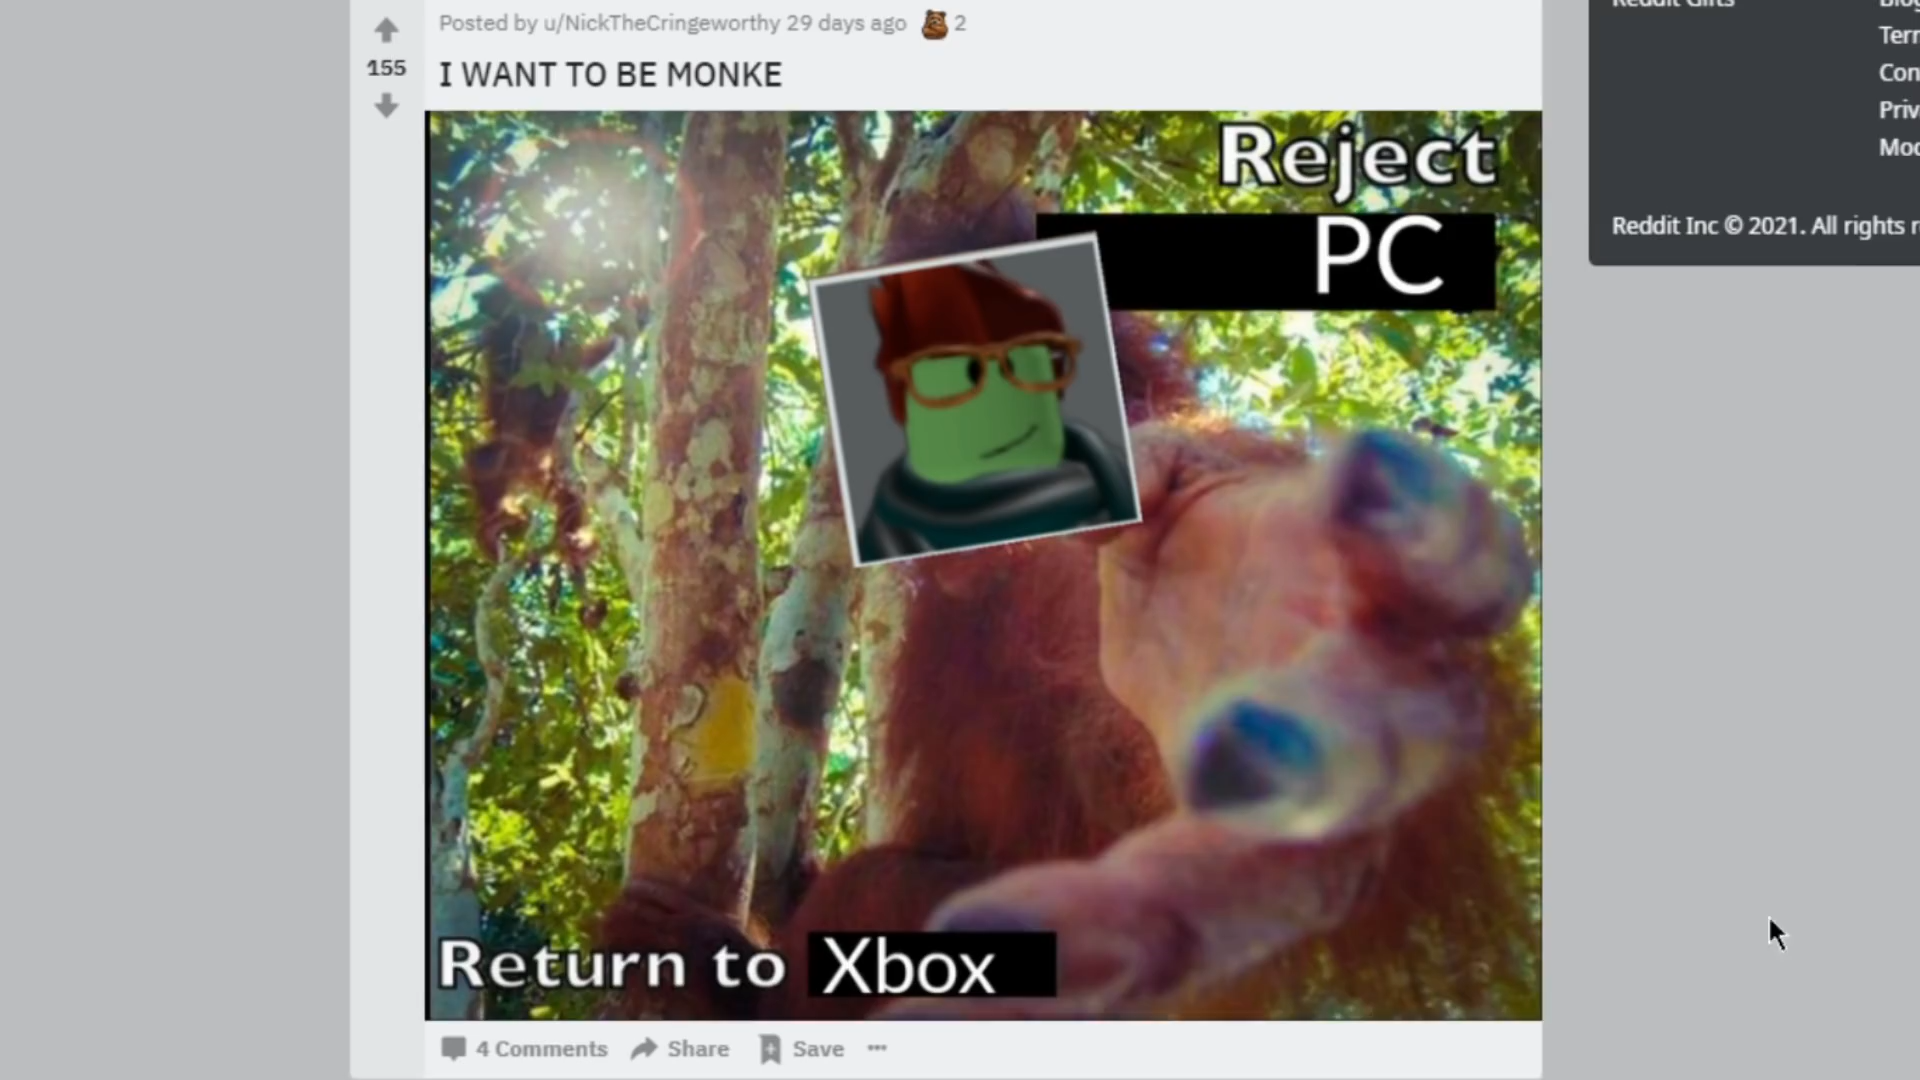 Posted by u/NickTheCringeworthy 29 days ago 2
155
I WANT TO BE MONKE
Reject
PC
Return to Xbox
4 Comments Share Save
Reddit Inc © 2021. All rights